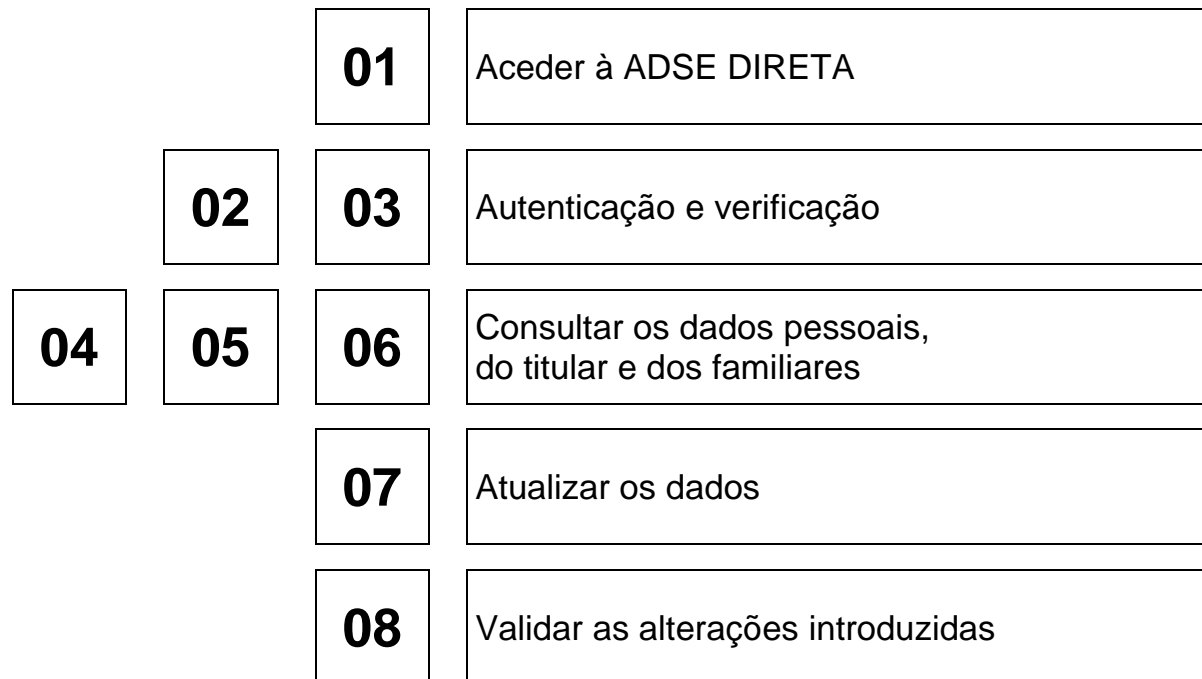 01 Aceder à ADSE DIRETA
02 03 Autenticação e verificação
04 05 06 Consultar os dados pessoais,
do titular e dos familiares
07 Atualizar os dados
08 Validar as alterações introduzidas